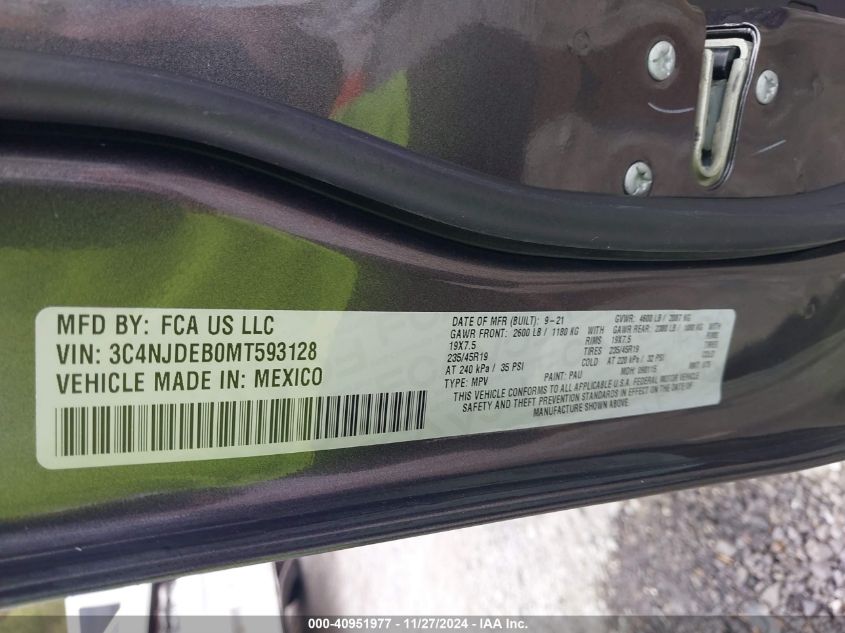 MFD BY: FCA US LLC
VIN: 3C4NJDEB0MT593128
VEHICLE MADE IN: MEXICO
DATE OF MFR (BUILT): 9-21 GVWR: 4600 LB / 2087 KG
GAWR FRONT: 2600 LB / 1180 KG WITH GAWR REAR: 2380 LB / 1080 KG WITH
19X7.5 RIMS 19X7.5 RIMS
235/45R19 TIRES 235/45R19 TIRES
AT 240 kPa / 35 PSI COLD AT 220 kPa / 32 PSI COLD
TYPE: MPV PAINT: PAU MDH:
THIS VEHICLE CONFORMS TO ALL APPLICABLE U.S.A. FEDERAL MOTOR VEHICLE
SAFETY AND THEFT PREVENTION STANDARDS IN EFFECT ON THE DATE OF
MANUFACTURE SHOWN ABOVE.
000-40951977 - 11/27/2024 - IAA Inc.